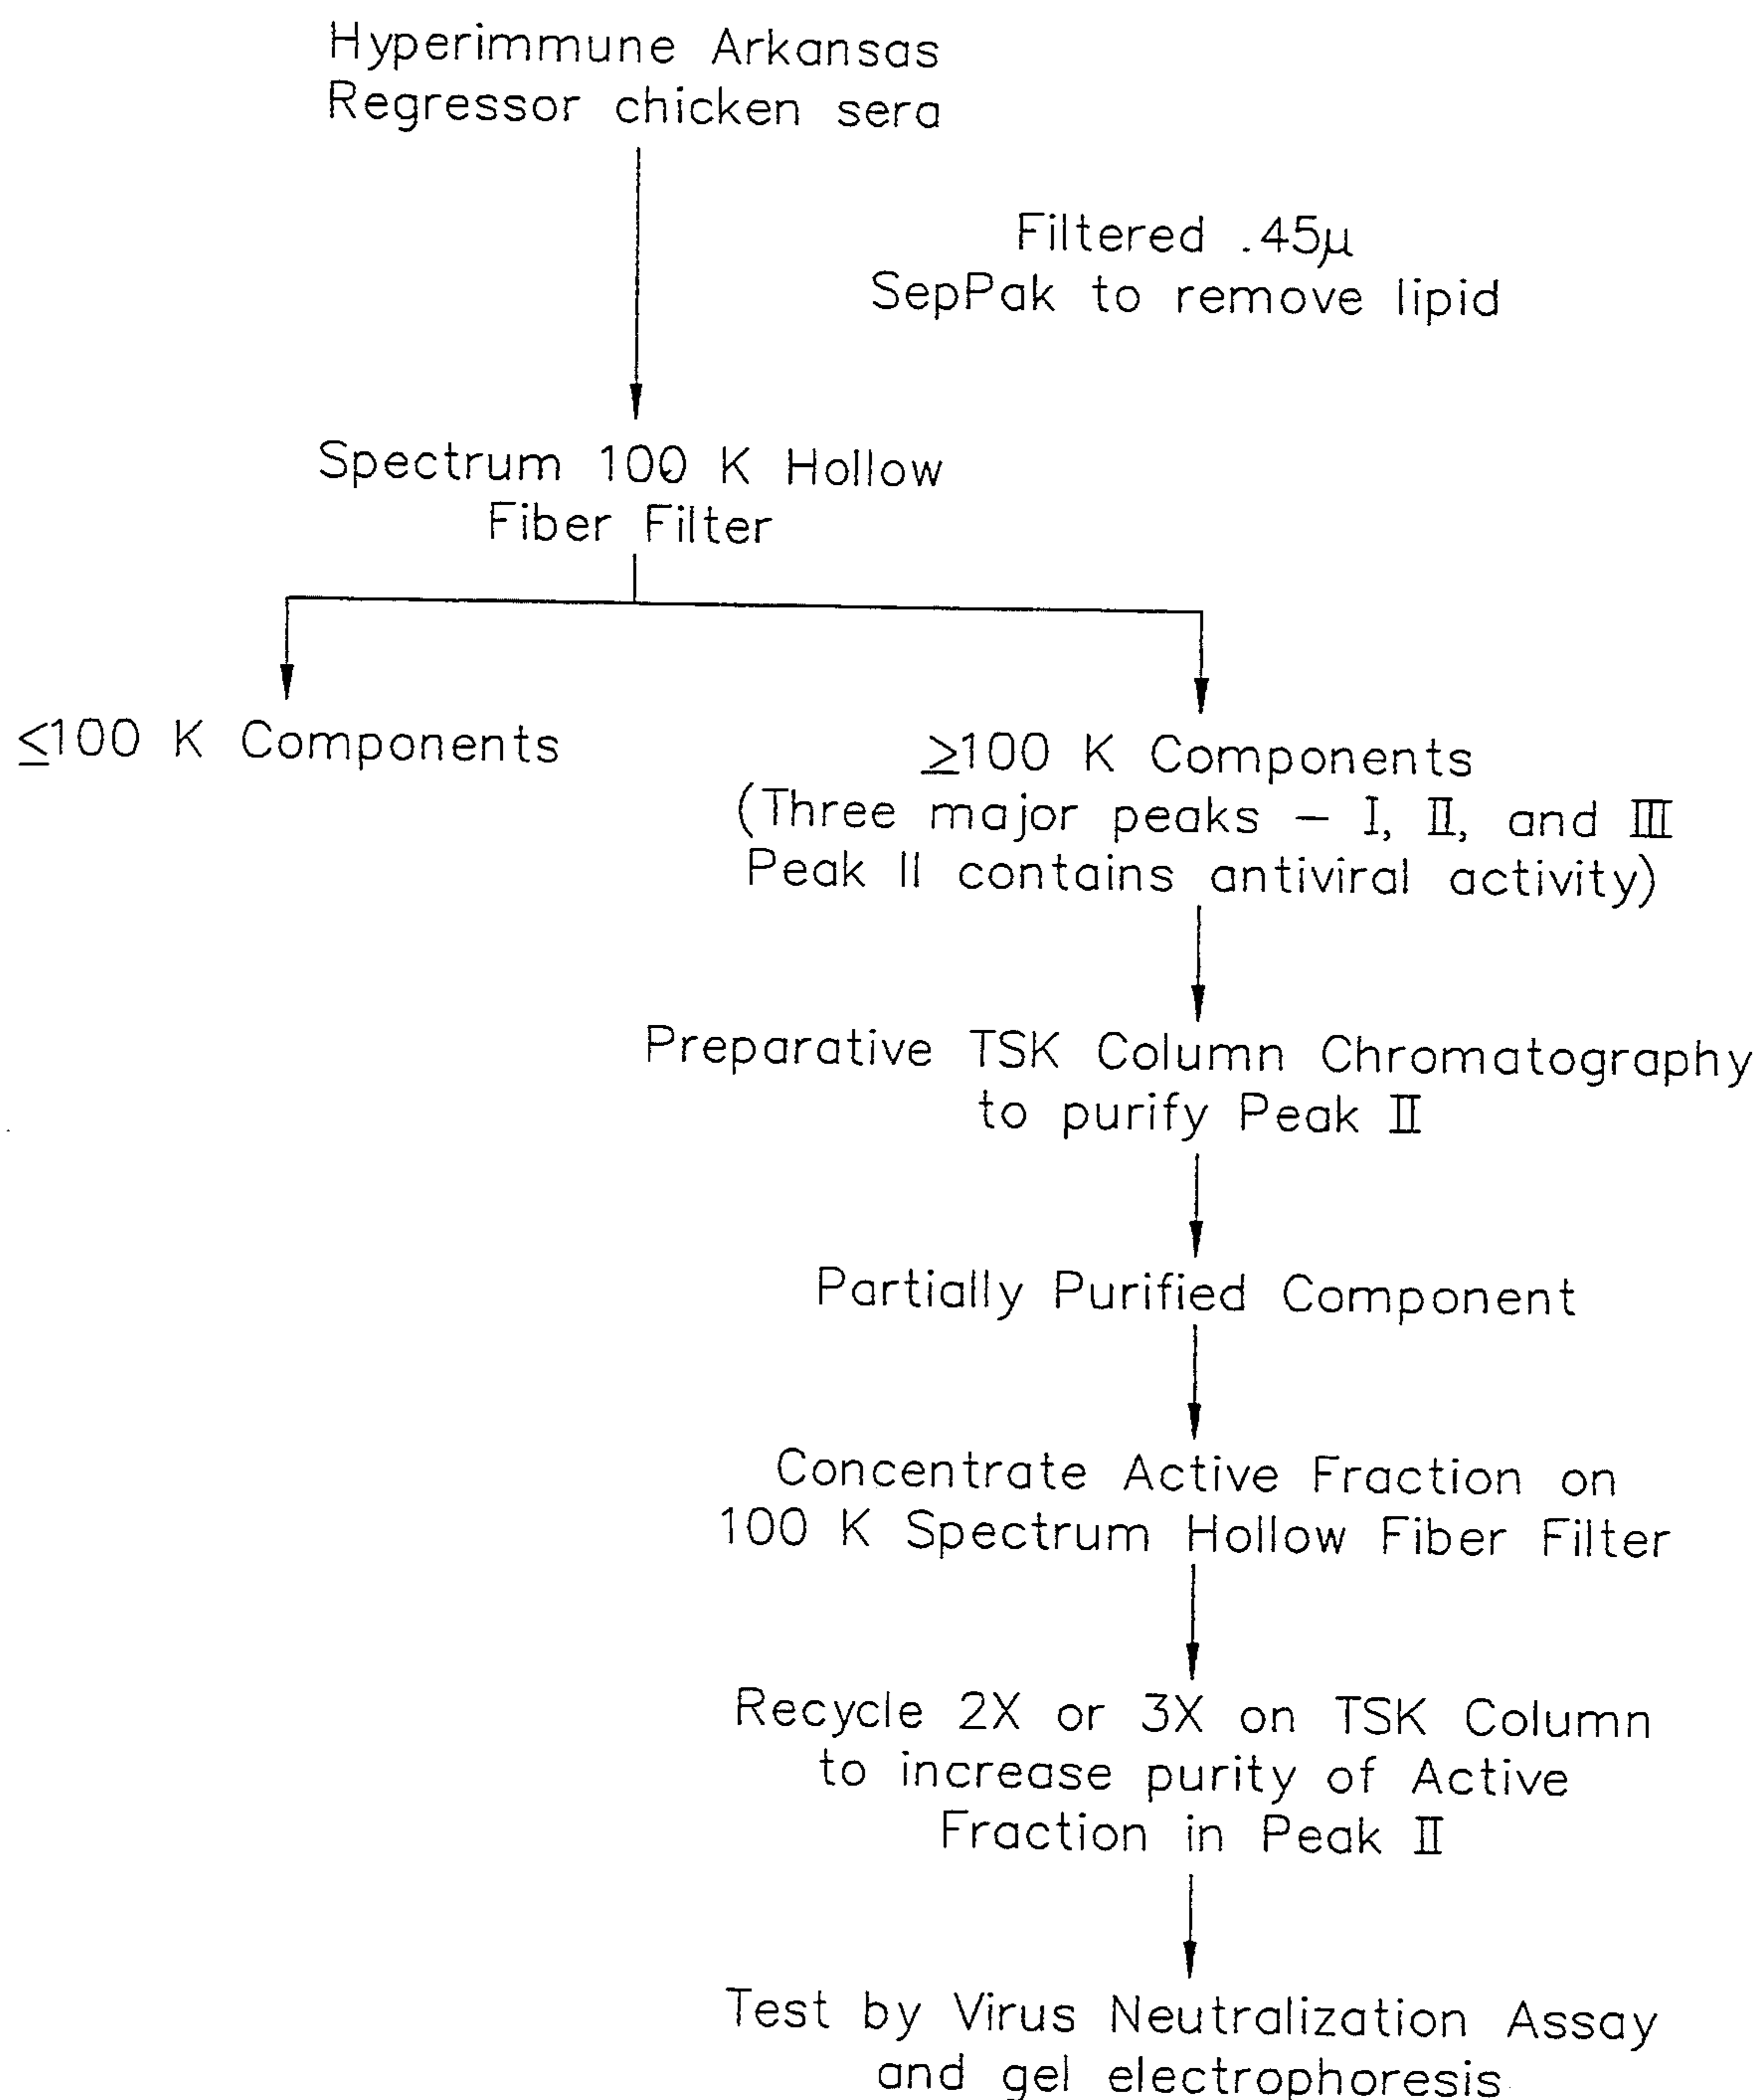 Hyperimmune Arkansas
Regressor chicken sera
Filtered .45µ
SepPak to remove lipid
Spectrum 100 K Hollow
Fiber Filter
≤100 K Components
≥100 K Components
(Three major peaks – I, II, and III
Peak II contains antiviral activity)
Preparative TSK Column Chromatography
to purify Peak II
Partially Purified Component
Concentrate Active Fraction on
100 K Spectrum Hollow Fiber Filter
Recycle 2X or 3X on TSK Column
to increase purity of Active
Fraction in Peak II
Test by Virus Neutralization Assay
and gel electrophoresis